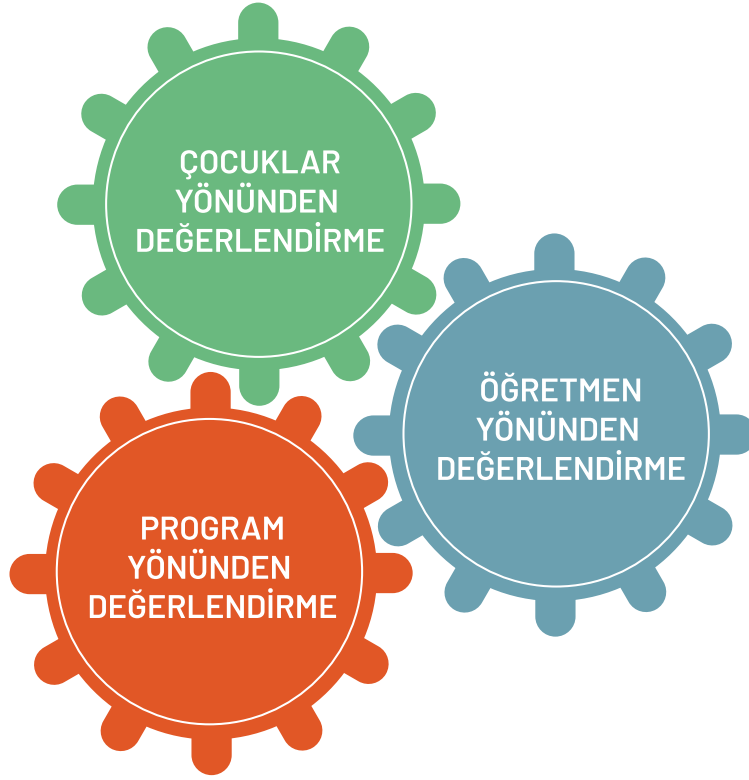 ÇOCUKLAR
YÖNÜNDEN
DEĞERLENDİRME
ÖĞRETMEN
YÖNÜNDEN
DEĞERLENDİRME
PROGRAM
YÖNÜNDEN
DEĞERLENDİRME